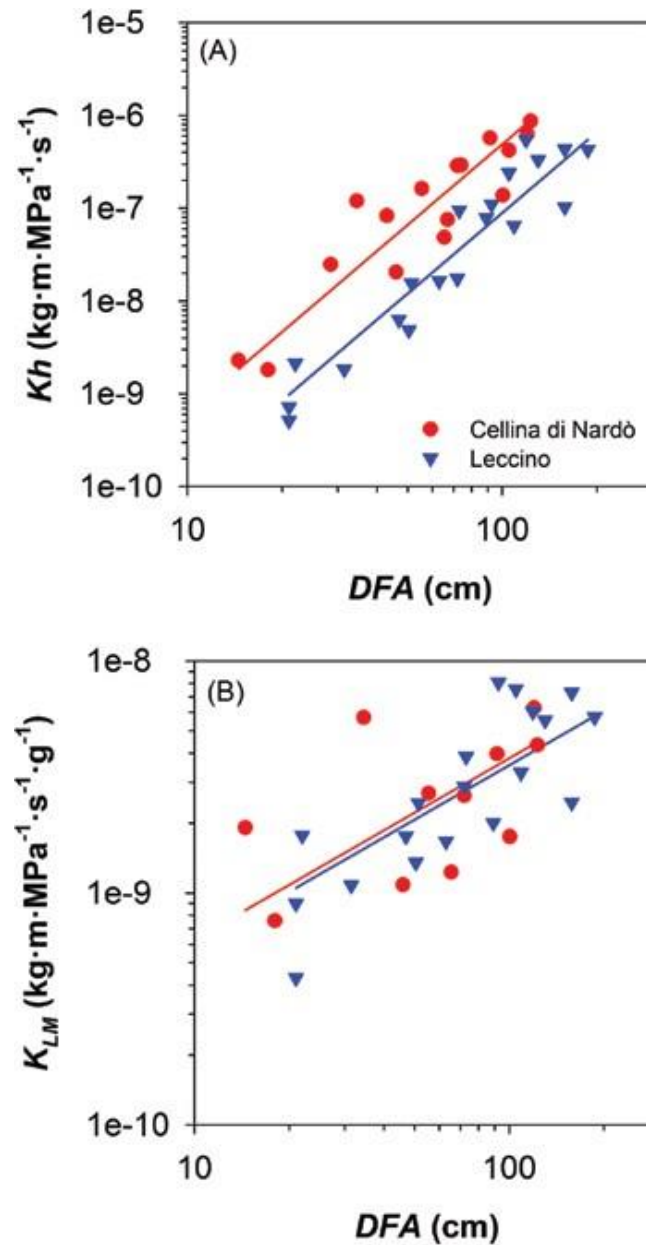 (A)
1e-5
1e-6
1e-7
1e-8
1e-9
1e-10
Kh (kg·m·MPa⁻¹·s⁻¹)
Cellina di Nardò
Leccino
10
100
DFA (cm)
(B)
1e-8
1e-9
1e-10
K_LM (kg·m·MPa⁻¹·s⁻¹·g⁻¹)
10
100
DFA (cm)